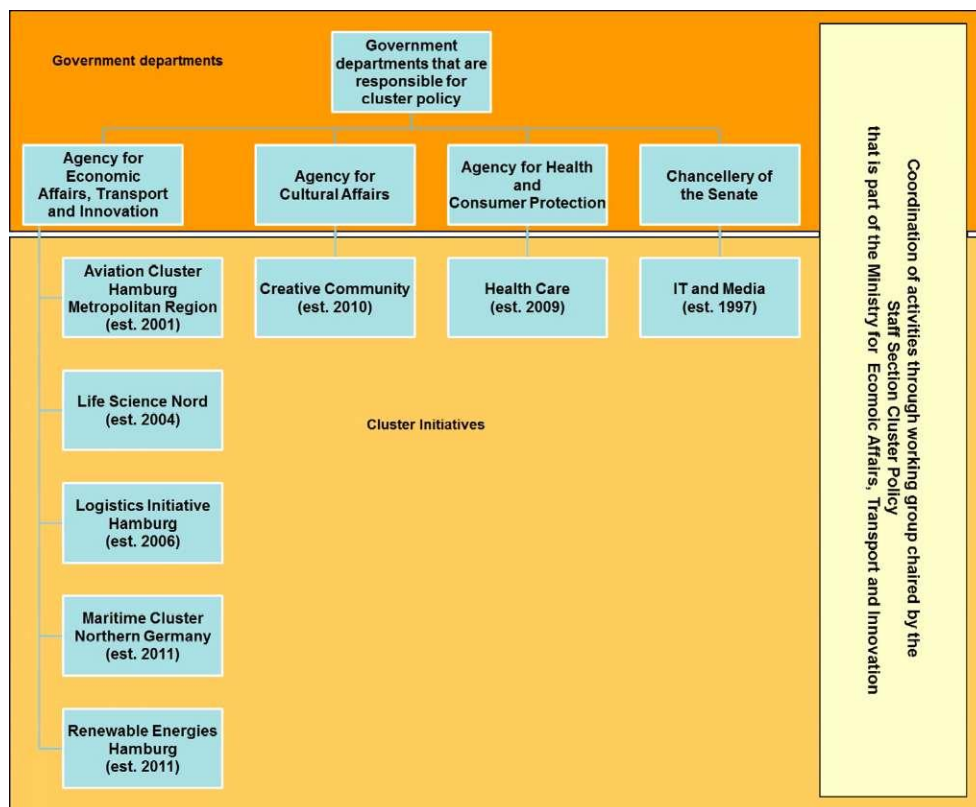 Government departments
Government
departments that are
responsible for
cluster policy
Agency for
Economic
Affairs, Transport
and Innovation
Agency for
Cultural Affairs
Agency for Health
and
Consumer Protection
Chancellery of
the Senate
Aviation Cluster
Hamburg
Metropolitan Region
(est. 2001)
Creative Community
(est. 2010)
Health Care
(est. 2009)
IT and Media
(est. 1997)
Life Science Nord
(est. 2004)
Cluster Initiatives
Logistics Initiative
Hamburg
(est. 2006)
Maritime Cluster
Northern Germany
(est. 2011)
Renewable Energies
Hamburg
(est. 2011)
Coordination of activities through working group chaired by the
Staff Section Cluster Policy
that is part of the Ministry for Ecomoic Affairs, Transport and Innovation